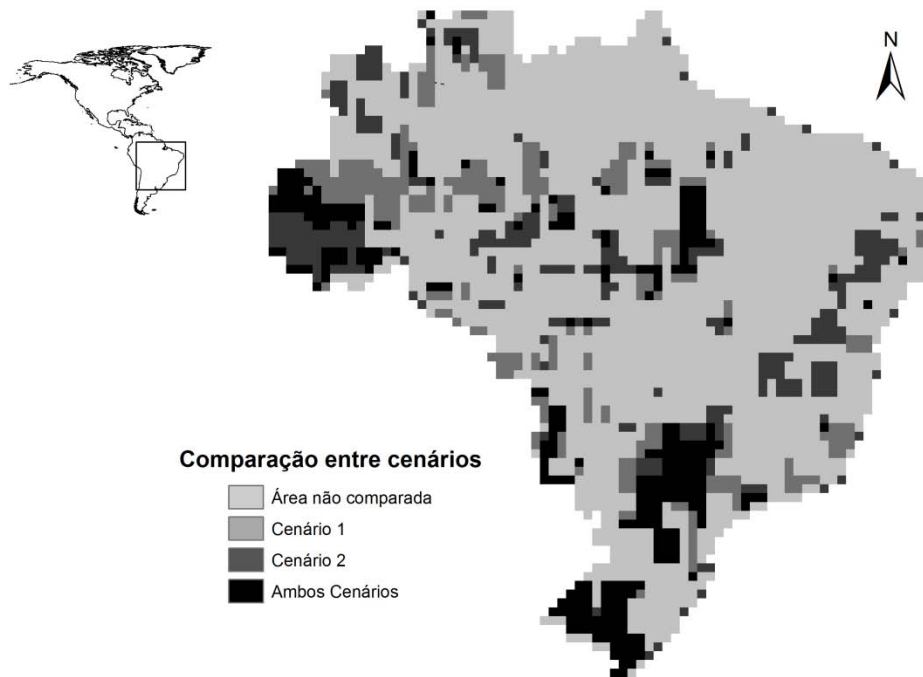 N
Comparação entre cenários
Área não comparada
Cenário 1
Cenário 2
Ambos Cenários